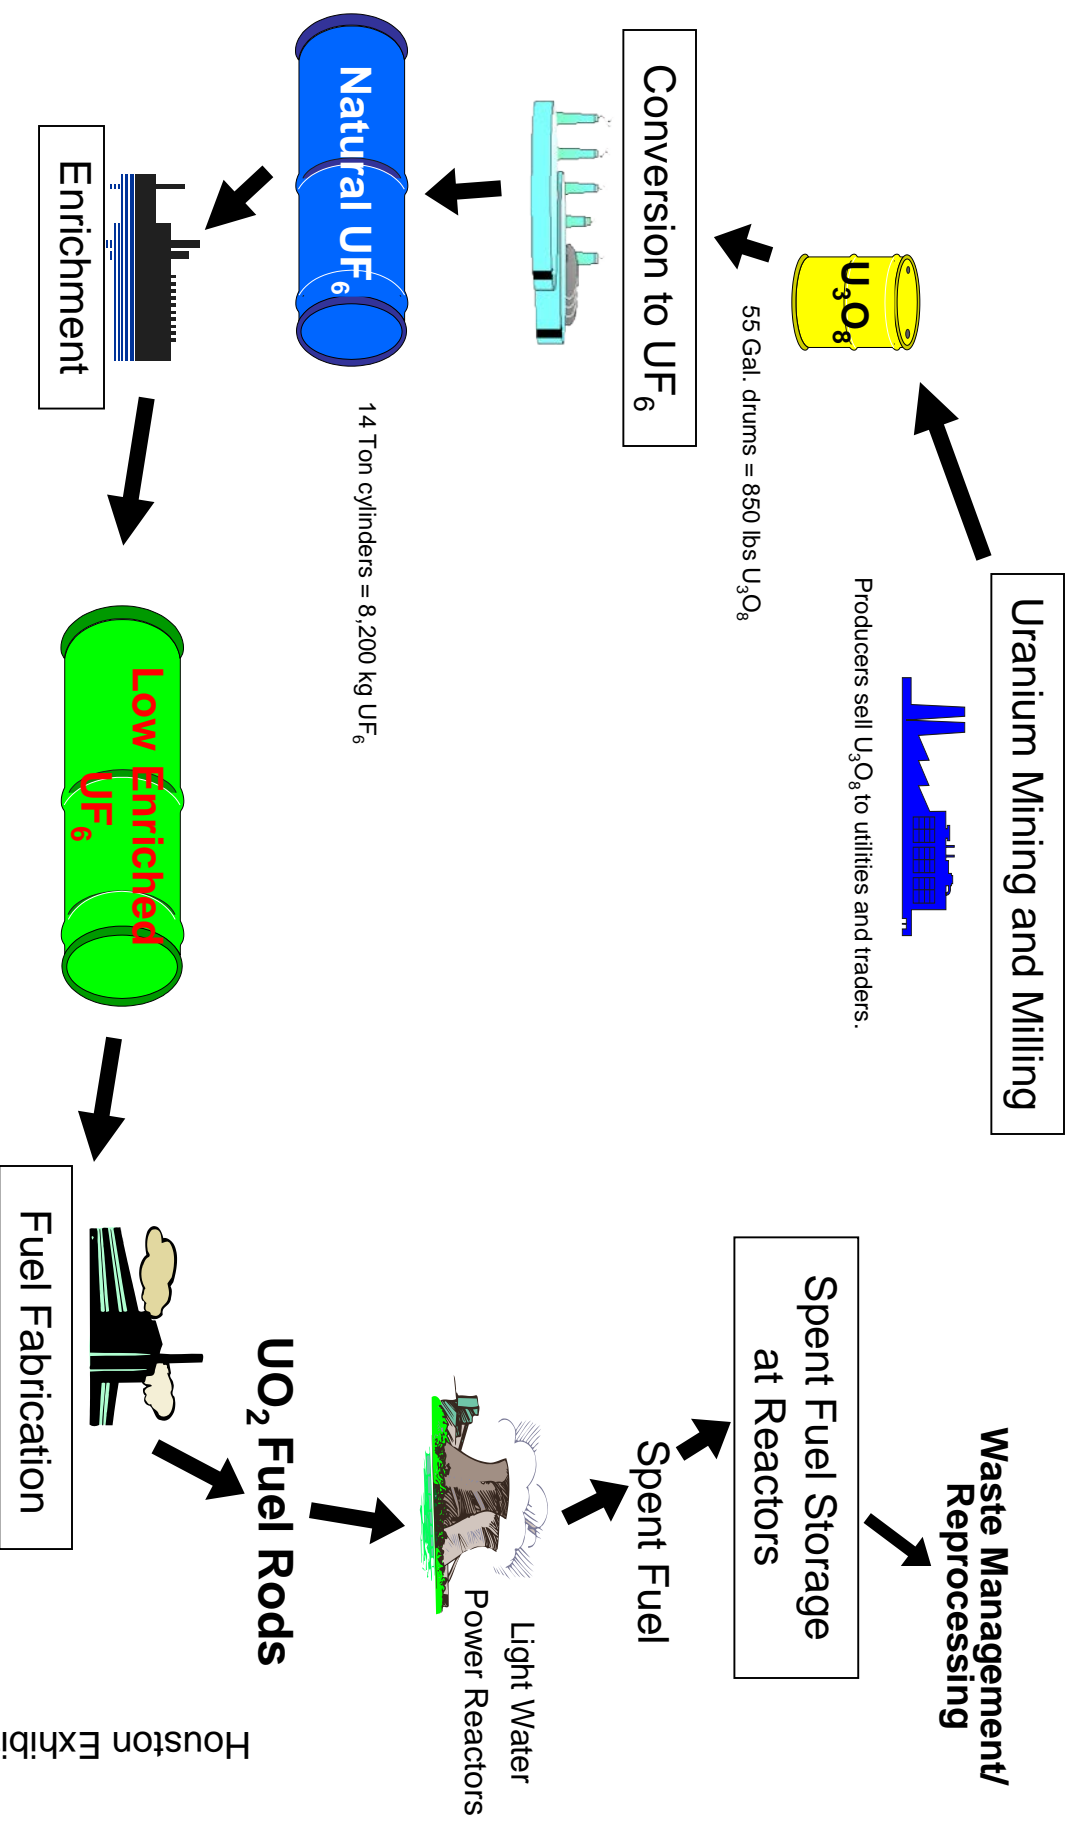 Uranium Mining and Milling
Producers sell U₃O₈ to utilities and traders.
U₃O₈
55 Gal. drums = 850 lbs U₃O₈
Conversion to UF₆
Natural UF₆
14 Ton cylinders = 8,200 kg UF₆
Enrichment
Low Enriched
UF₆
Fuel Fabrication
UO₂ Fuel Rods
Light Water
Power Reactors
Spent Fuel
Spent Fuel Storage
at Reactors
Waste Management/
Reprocessing
Houston